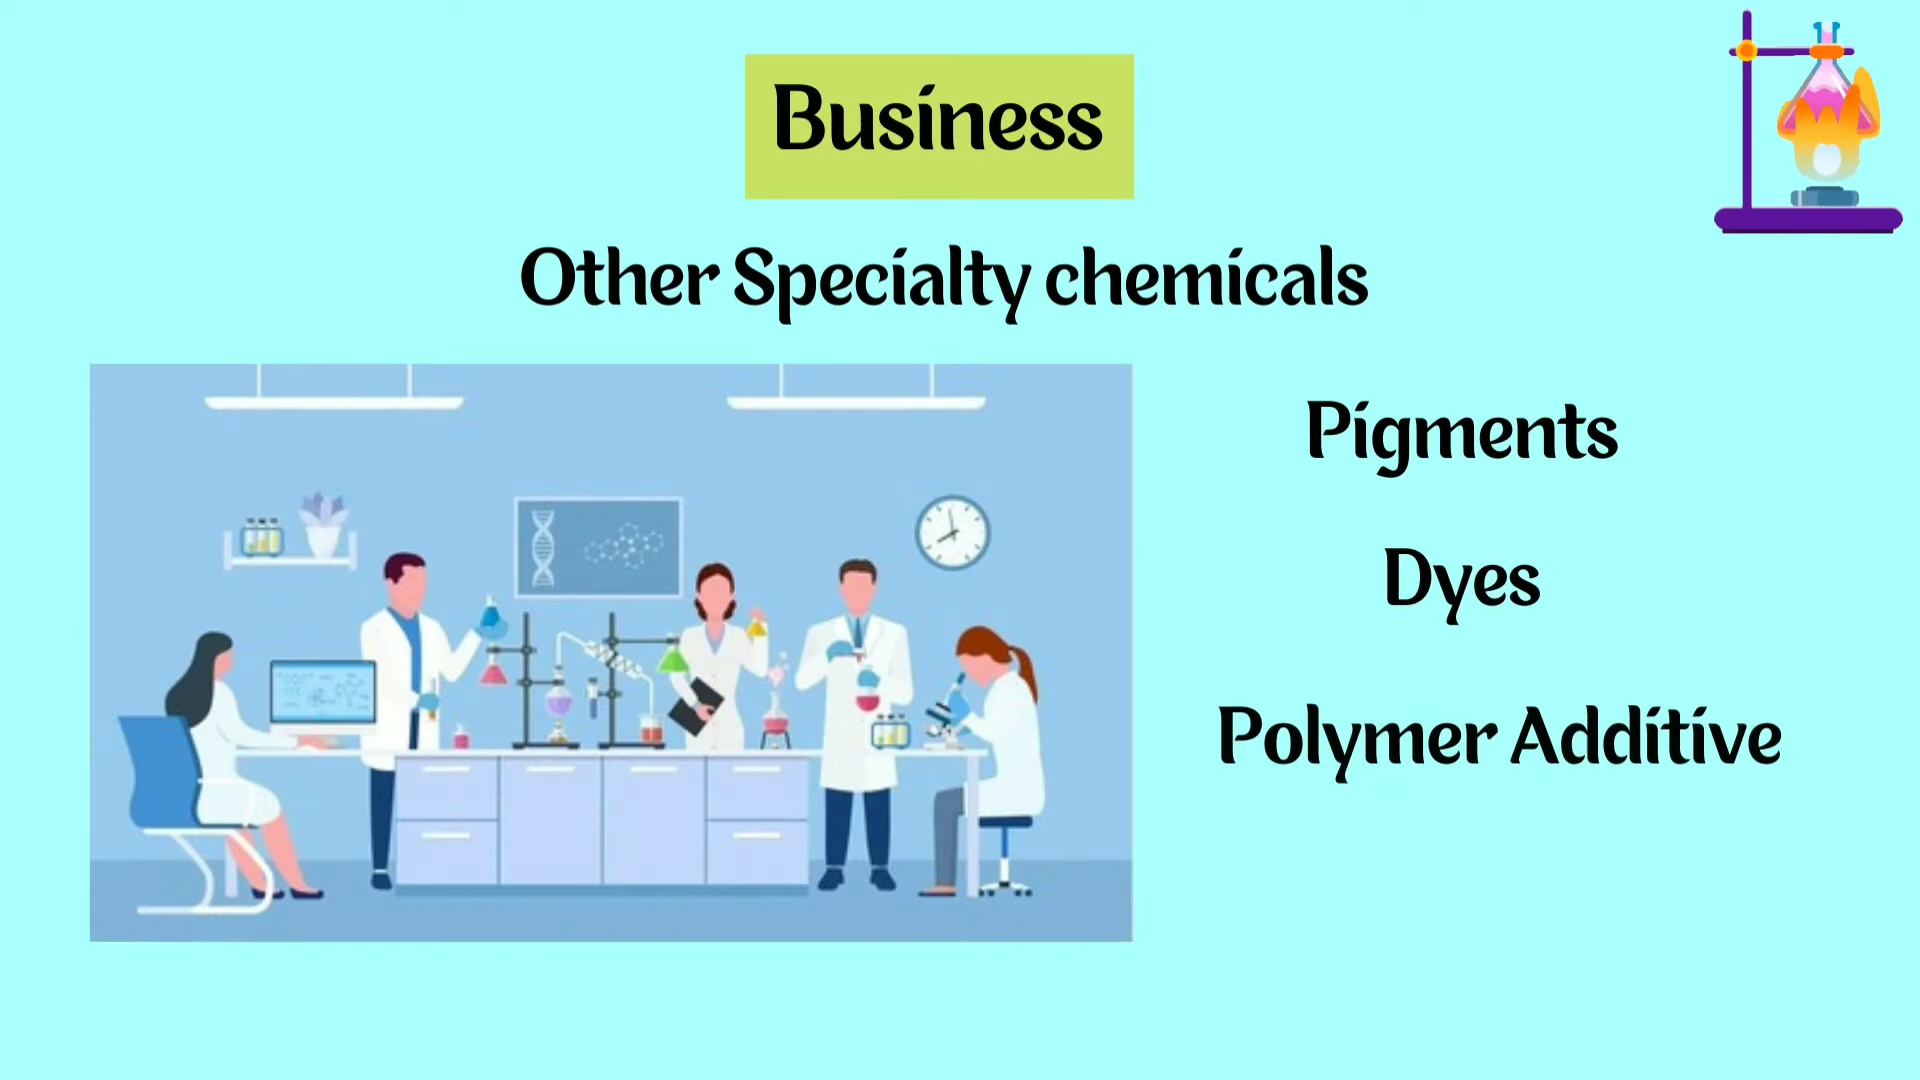 Business
Other Specialty chemicals
Pigments
Dyes
Polymer Additive